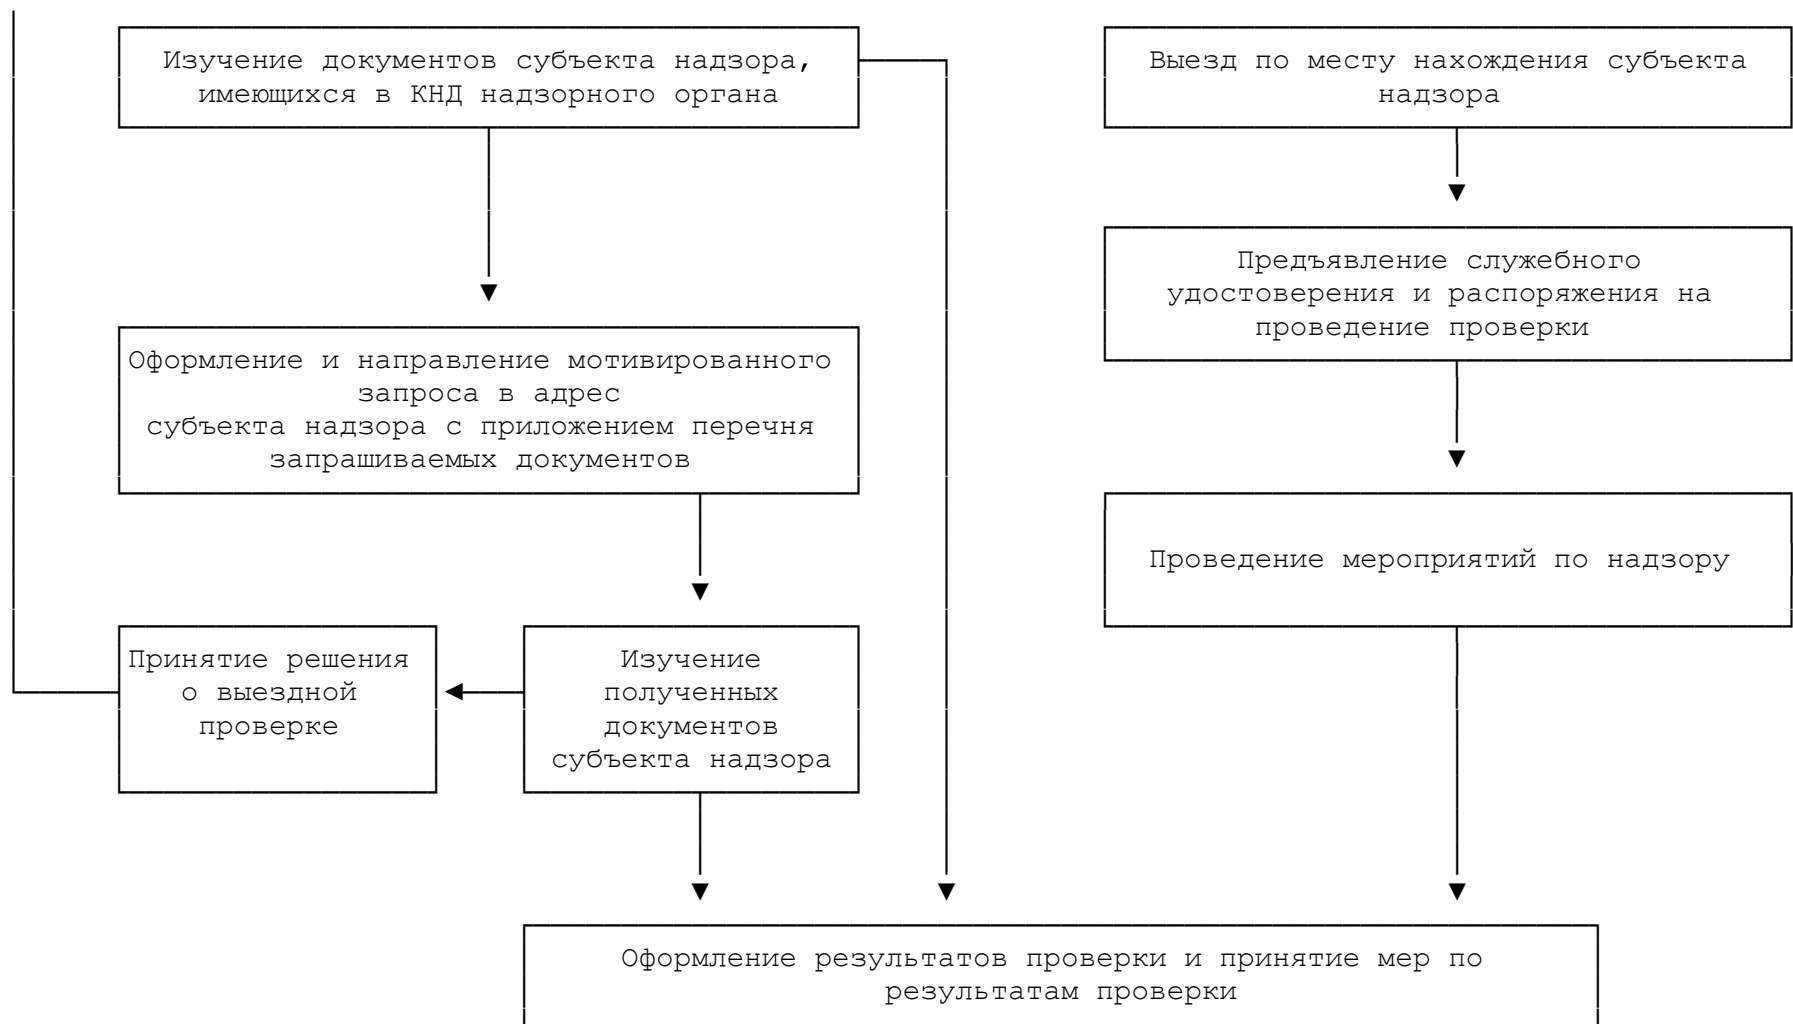 Изучение документов субъекта надзора,
имеющихся в КНД надзорного органа
Выезд по месту нахождения субъекта
надзора
Предъявление служебного
удостоверения и распоряжения на
проведение проверки
Оформление и направление мотивированного
запроса в адрес
субъекта надзора с приложением перечня
запрашиваемых документов
Проведение мероприятий по надзору
Принятие решения
о выездной
проверке
Изучение
полученных
документов
субъекта надзора
Оформление результатов проверки и принятие мер по
результатам проверки